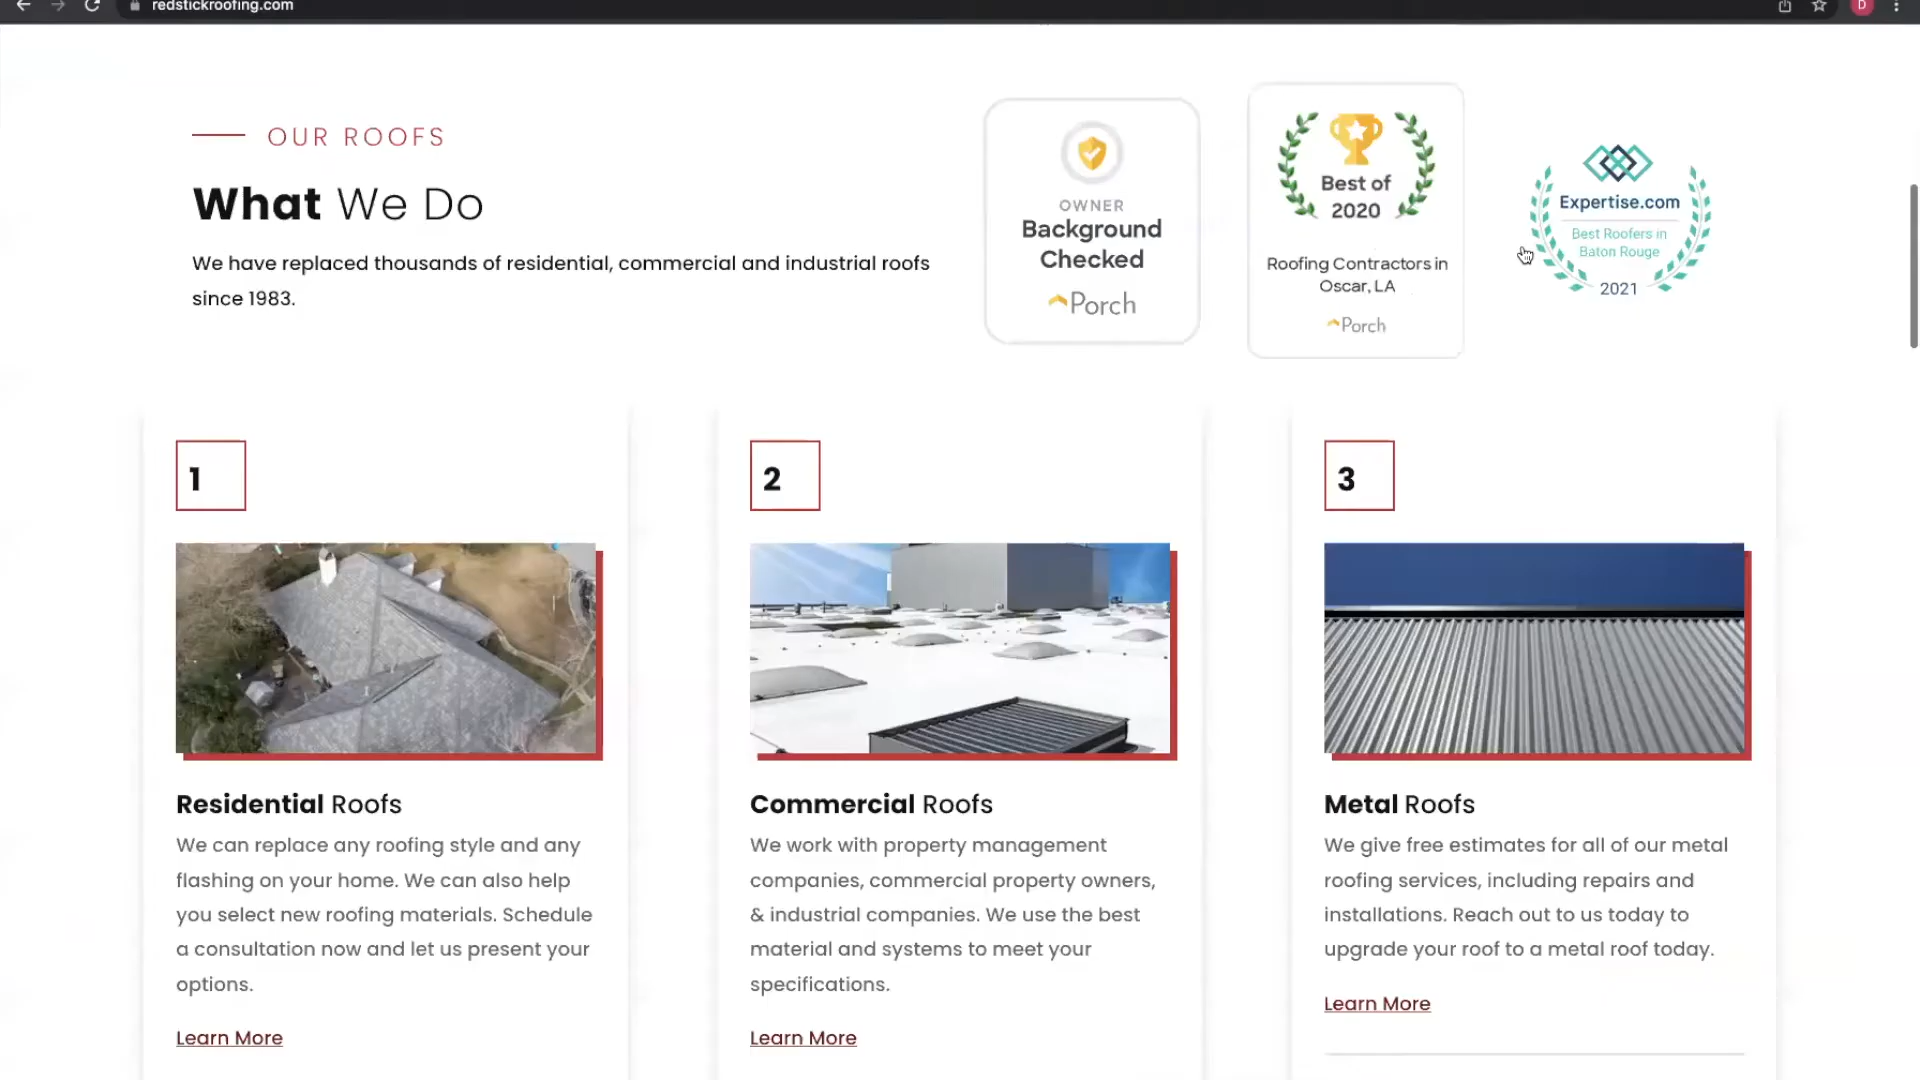 redstickroofing.com
D
OUR ROOFS
What We Do
We have replaced thousands of residential, commercial and industrial roofs
since 1983.
OWNER
Background
Checked
Porch
Best of
2020
Roofing Contractors in
Oscar, LA
Porch
Expertise.com
Best Roofers in
Baton Rouge
2021
1
Residential Roofs
We can replace any roofing style and any
flashing on your home. We can also help
you select new roofing materials. Schedule
a consultation now and let us present your
options.
Learn More
2
Commercial Roofs
We work with property management
companies, commercial property owners,
& industrial companies. We use the best
material and systems to meet your
specifications.
Learn More
3
Metal Roofs
We give free estimates for all of our metal
roofing services, including repairs and
installations. Reach out to us today to
upgrade your roof to a metal roof today.
Learn More